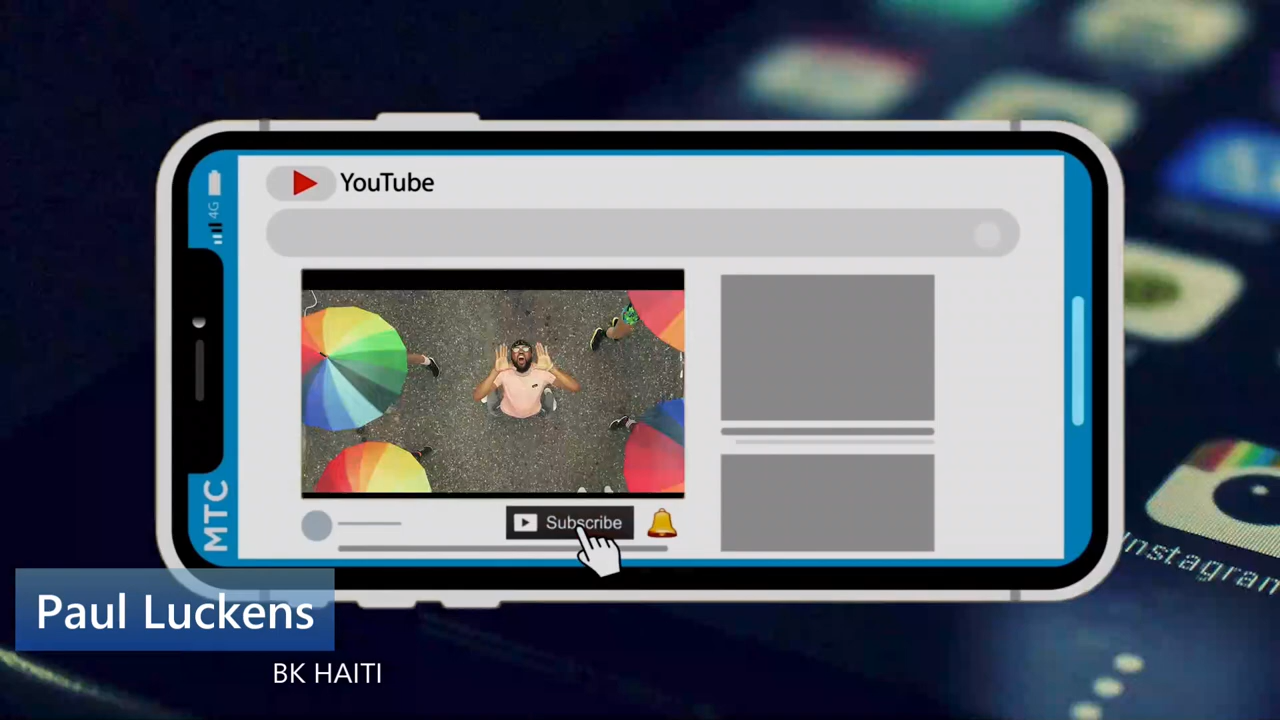 YouTube
4G
MTC
Subscribe
Instagram
Paul Luckens
BK HAITI